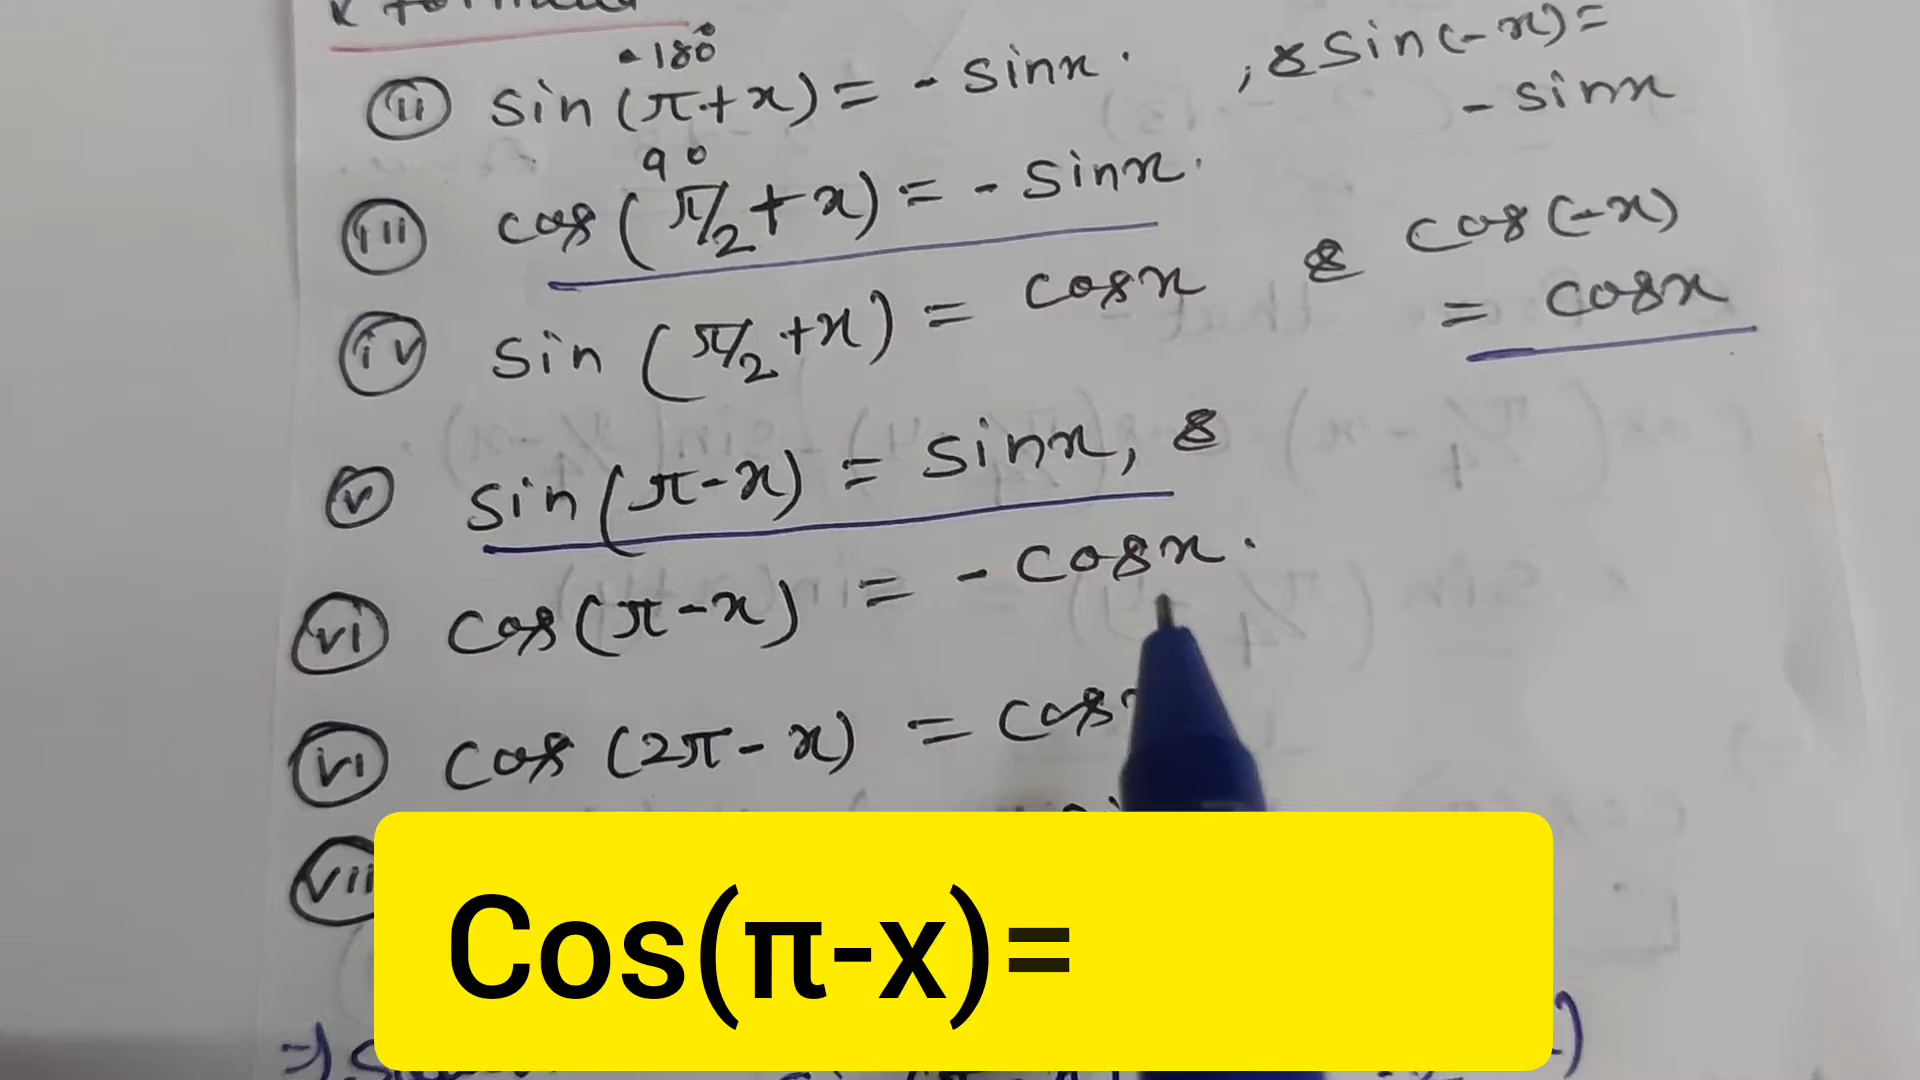 -180°
(ii) sin(π+x) = - sinx. , & sin(-x)=
- sinx
90
(iii) cos(π/2+x) = - sinx.
(iv) sin(π/2+x) = cosx & cos(-x)
= cosx
(v) sin(π-x) = sinx, &
(vi) cos(π-x) = - cosx.
(vi) cos(2π-x) = cos
(vii
Cos(π-x)=